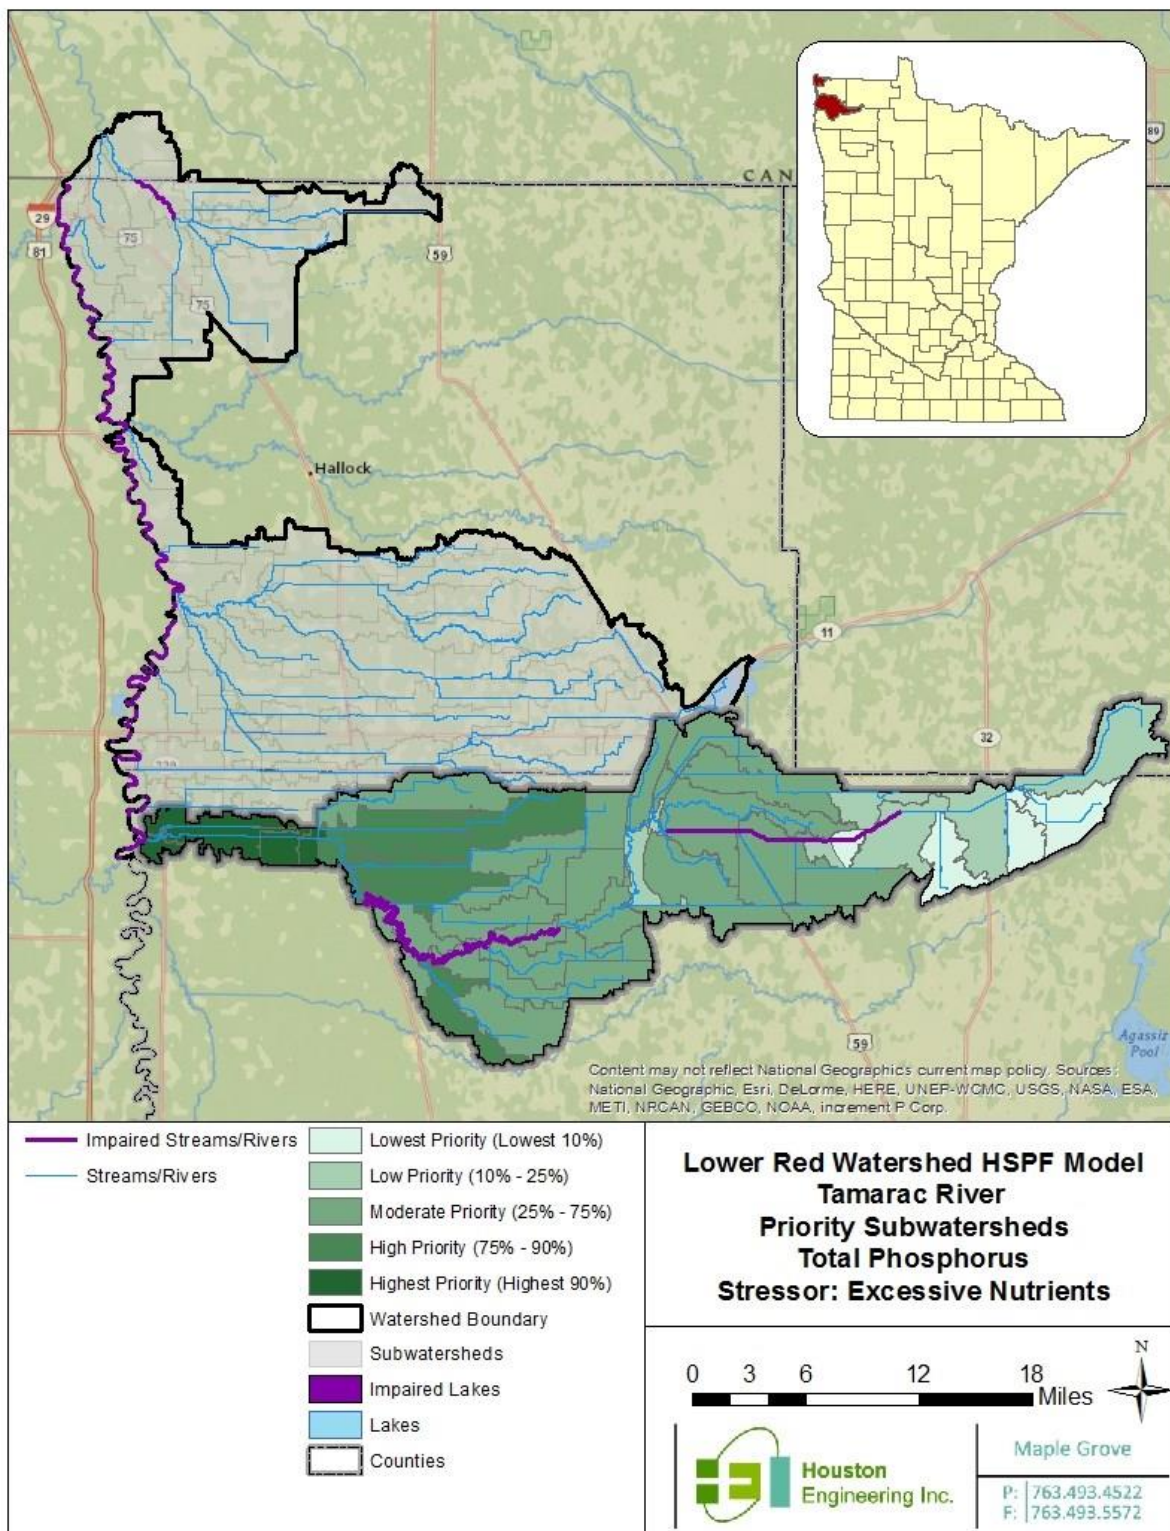 CAN
89
29
81
75
59
75
Hallock
11
32
220
59
Agassiz
Pool
Content may not reflect National Geographic's current map policy. Sources:
National Geographic, Esri, DeLorme, HERE, UNEP-WCMC, USGS, NASA, ESA,
METI, NRCAN, GEBCO, NOAA, increment P Corp.
Impaired Streams/Rivers
Streams/Rivers
Lowest Priority (Lowest 10%)
Low Priority (10% - 25%)
Moderate Priority (25% - 75%)
High Priority (75% - 90%)
Highest Priority (Highest 90%)
Watershed Boundary
Subwatersheds
Impaired Lakes
Lakes
Counties
Lower Red Watershed HSPF Model
Tamarac River
Priority Subwatersheds
Total Phosphorus
Stressor: Excessive Nutrients
0 3 6 12 18
Miles
N
Houston
Engineering Inc.
Maple Grove
P: 763.493.4522
F: 763.493.5572